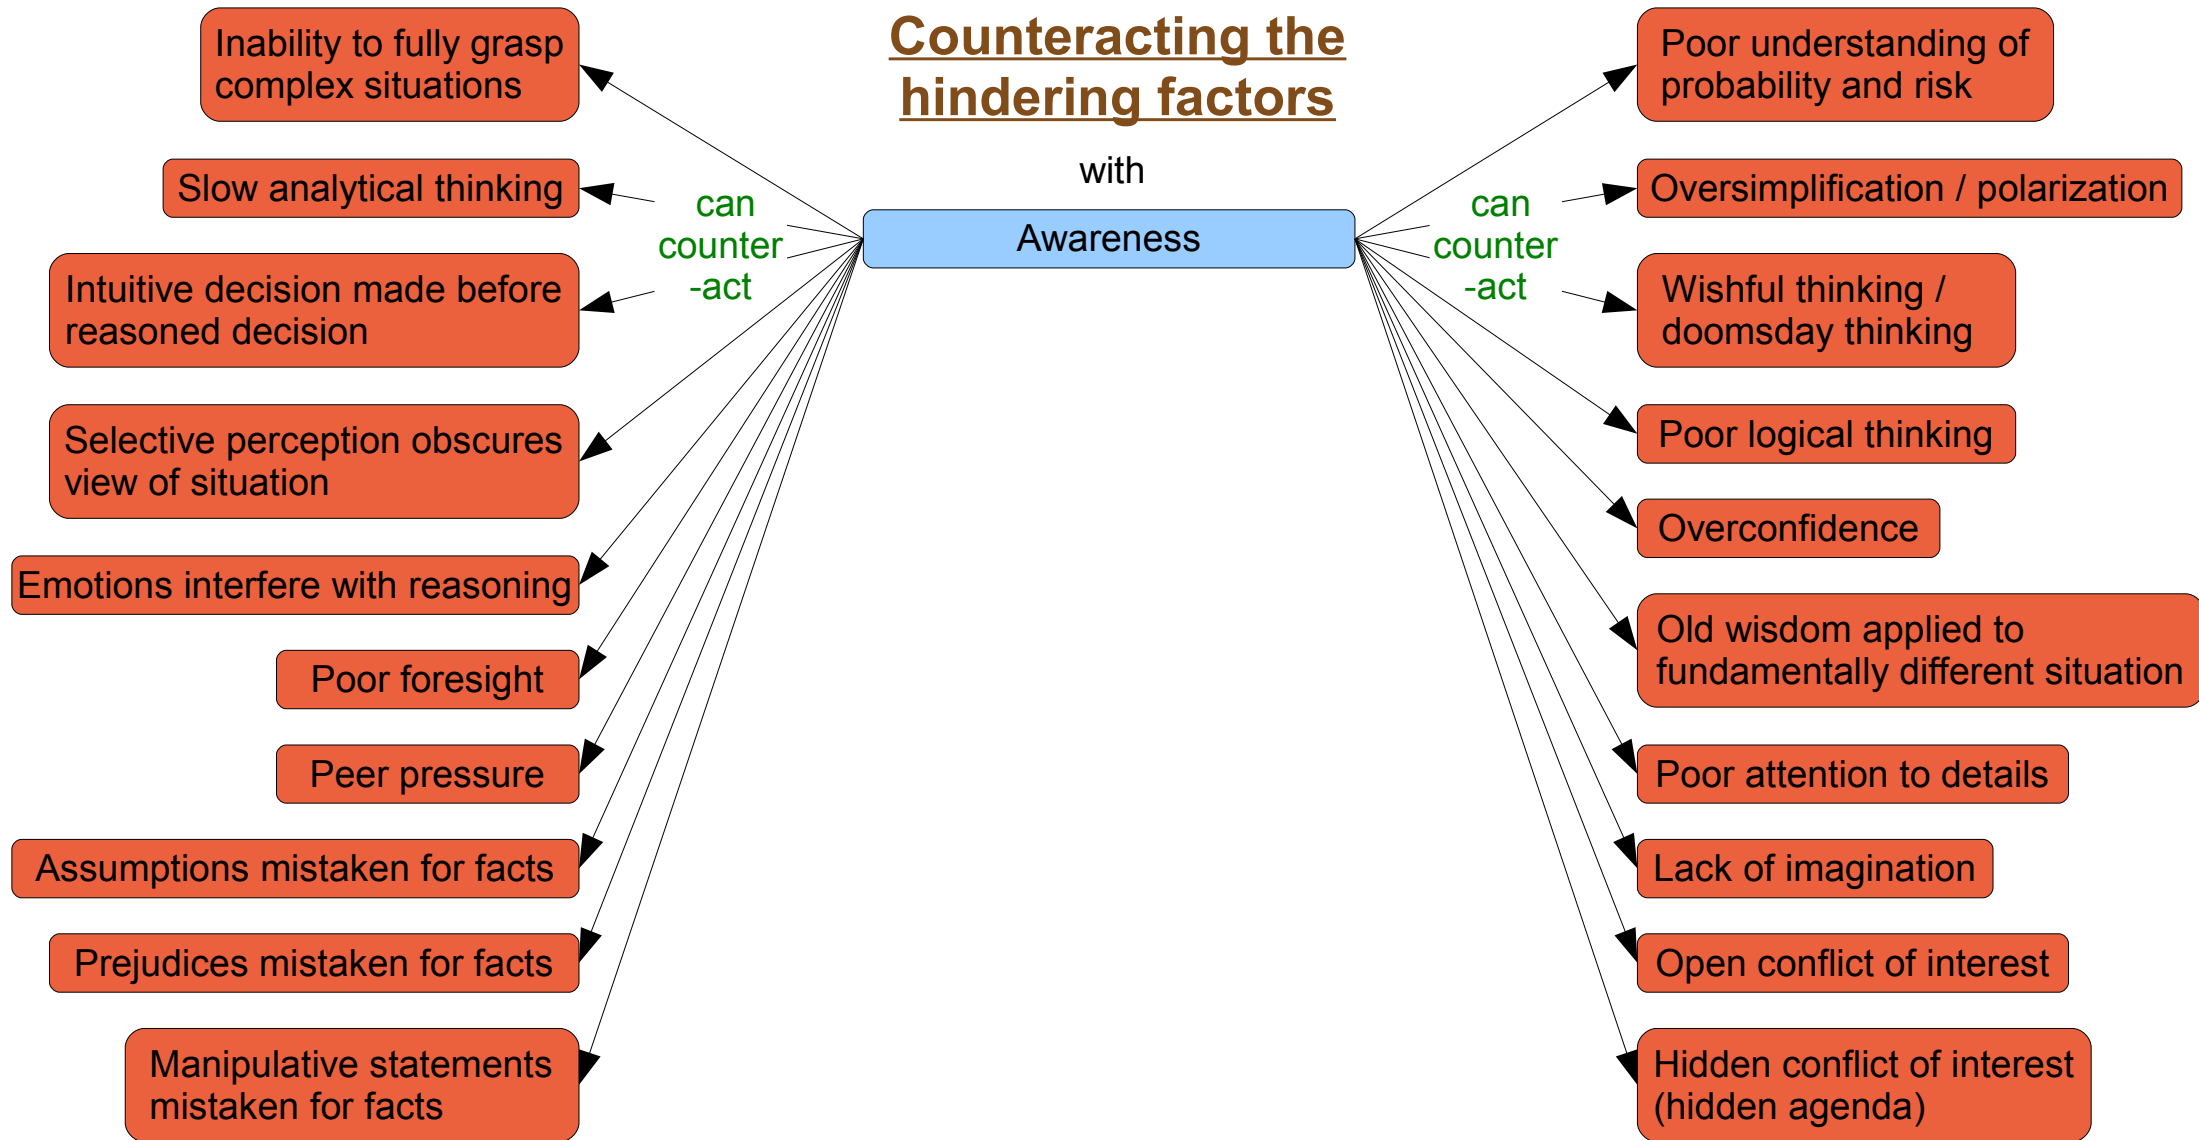 Counteracting the
hindering factors
with
Awareness
can
counter
-act
Inability to fully grasp
complex situations
Slow analytical thinking
Intuitive decision made before
reasoned decision
Selective perception obscures
view of situation
Emotions interfere with reasoning
Poor foresight
Peer pressure
Assumptions mistaken for facts
Prejudices mistaken for facts
Manipulative statements
mistaken for facts
can
counter
-act
Poor understanding of
probability and risk
Oversimplification / polarization
Wishful thinking /
doomsday thinking
Poor logical thinking
Overconfidence
Old wisdom applied to
fundamentally different situation
Poor attention to details
Lack of imagination
Open conflict of interest
Hidden conflict of interest
(hidden agenda)